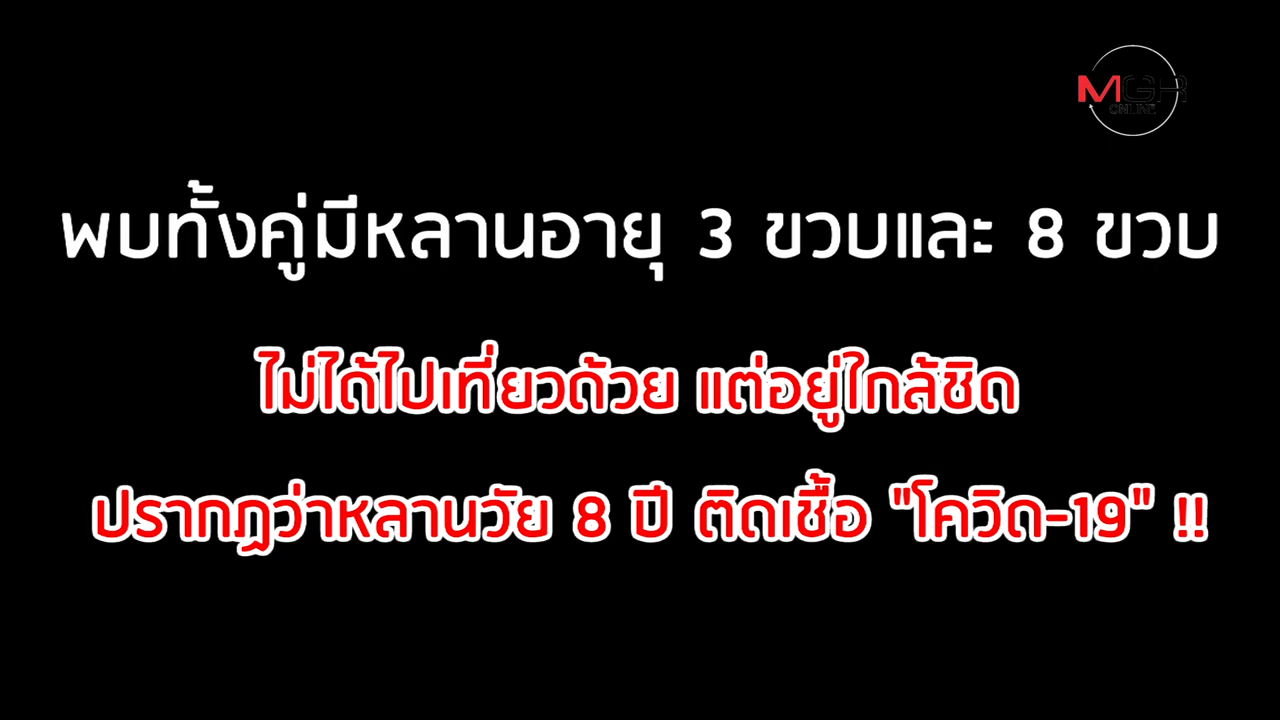 MGR
ONLINE
พบทั้งคู่มีหลานอายุ 3 ขวบและ 8 ขวบ
ไม่ได้ไปเที่ยวด้วย แต่อยู่ใกล้ชิด
ปรากฏว่าหลานวัย 8 ปี ติดเชื้อ "โควิด-19" !!